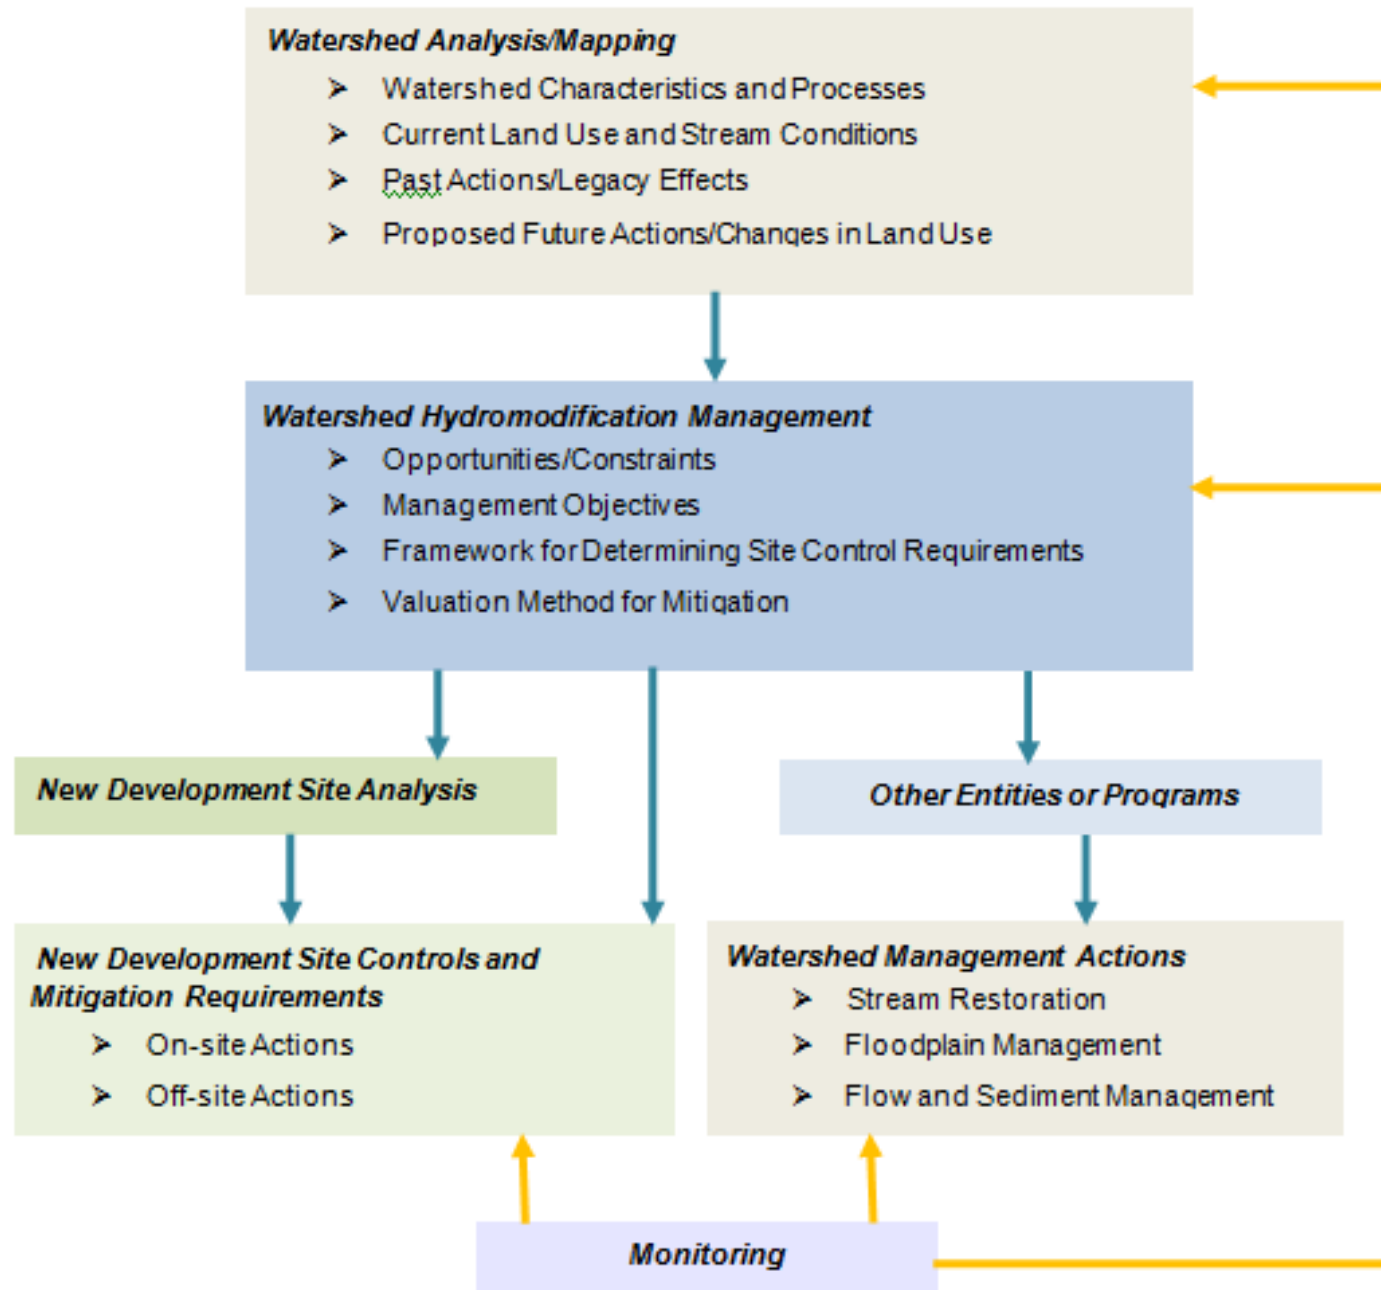 Watershed Analysis/Mapping
➢ Watershed Characteristics and Processes
➢ Current Land Use and Stream Conditions
➢ Past Actions/Legacy Effects
➢ Proposed Future Actions/Changes in Land Use
Watershed Hydromodification Management
➢ Opportunities/Constraints
➢ Management Objectives
➢ Framework for Determining Site Control Requirements
➢ Valuation Method for Mitigation
New Development Site Analysis
Other Entities or Programs
New Development Site Controls and
Mitigation Requirements
➢ On-site Actions
➢ Off-site Actions
Watershed Management Actions
➢ Stream Restoration
➢ Floodplain Management
➢ Flow and Sediment Management
Monitoring